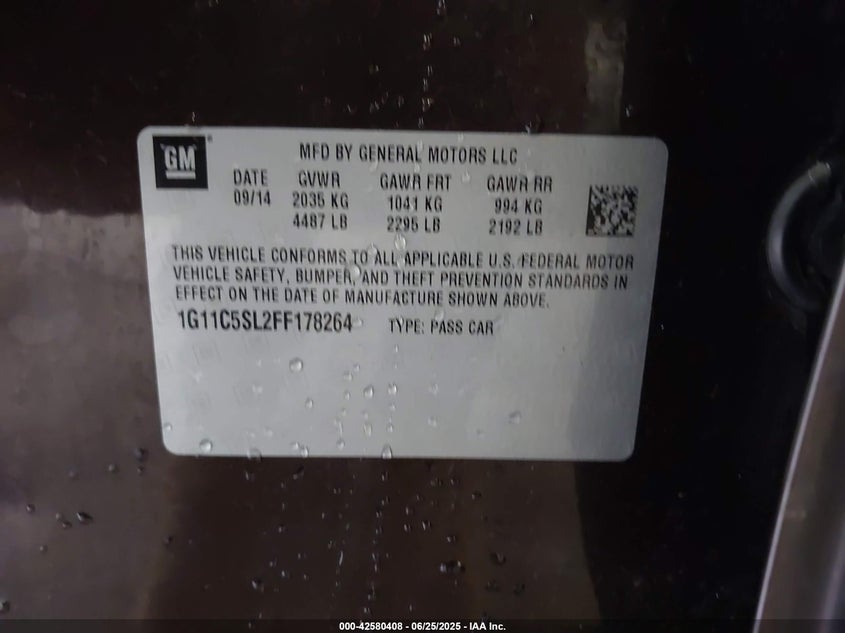 GM
MFD BY GENERAL MOTORS LLC
DATE GVWR GAWR FRT GAWR RR
09/14 2035 KG 1041 KG 994 KG
4487 LB 2295 LB 2192 LB
THIS VEHICLE CONFORMS TO ALL APPLICABLE U.S. FEDERAL MOTOR
VEHICLE SAFETY, BUMPER, AND THEFT PREVENTION STANDARDS IN
EFFECT ON THE DATE OF MANUFACTURE SHOWN ABOVE.
1G11C5SL2FF178264 TYPE: PASS CAR
000-42580408 - 06/25/2025 - IAA Inc.